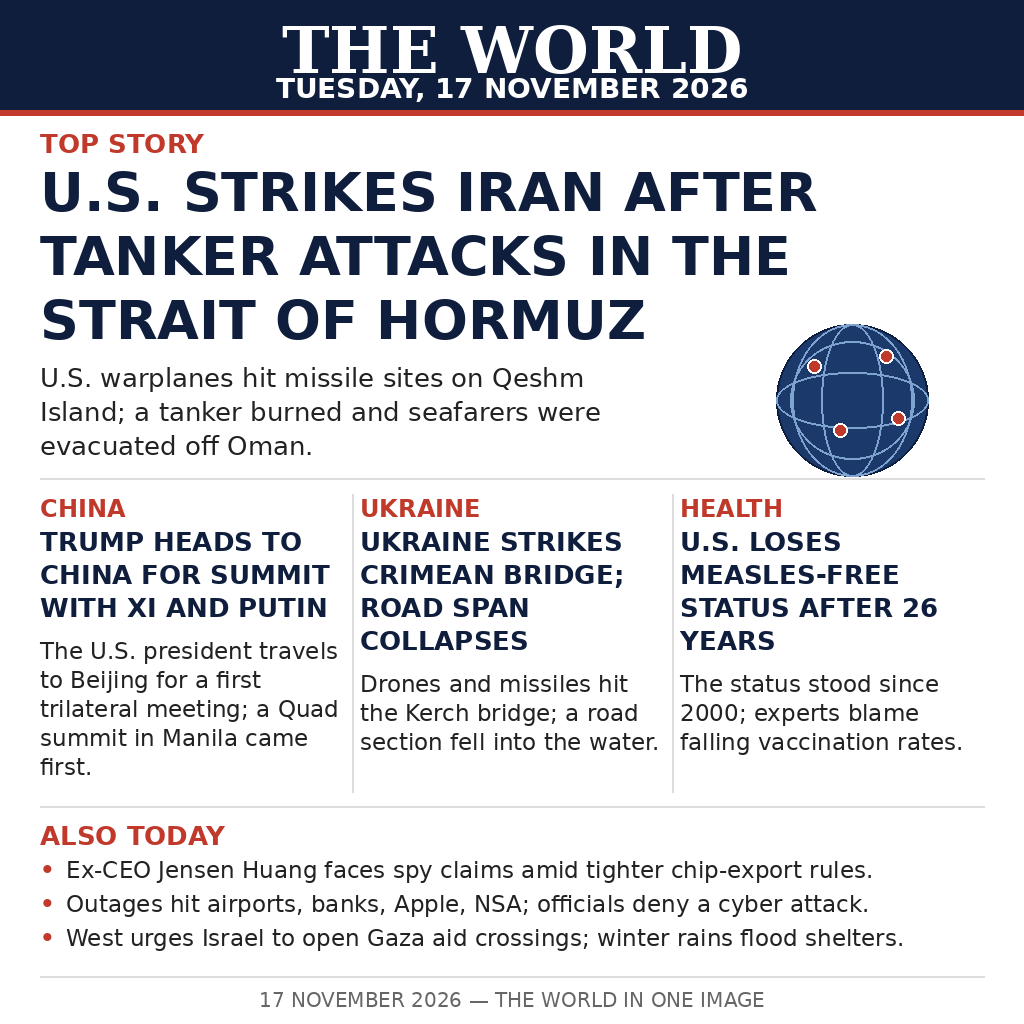 THE WORLD
TUESDAY, 17 NOVEMBER 2026
TOP STORY
U.S. STRIKES IRAN AFTER
TANKER ATTACKS IN THE
STRAIT OF HORMUZ
U.S. warplanes hit missile sites on Qeshm
Island; a tanker burned and seafarers were
evacuated off Oman.
CHINA
TRUMP HEADS TO
CHINA FOR SUMMIT
WITH XI AND PUTIN
The U.S. president travels
to Beijing for a first
trilateral meeting; a Quad
summit in Manila came
first.
UKRAINE
UKRAINE STRIKES
CRIMEAN BRIDGE;
ROAD SPAN
COLLAPSES
Drones and missiles hit
the Kerch bridge; a road
section fell into the water.
HEALTH
U.S. LOSES
MEASLES-FREE
STATUS AFTER 26
YEARS
The status stood since
2000; experts blame
falling vaccination rates.
ALSO TODAY
• Ex-CEO Jensen Huang faces spy claims amid tighter chip-export rules.
• Outages hit airports, banks, Apple, NSA; officials deny a cyber attack.
• West urges Israel to open Gaza aid crossings; winter rains flood shelters.
17 NOVEMBER 2026 — THE WORLD IN ONE IMAGE